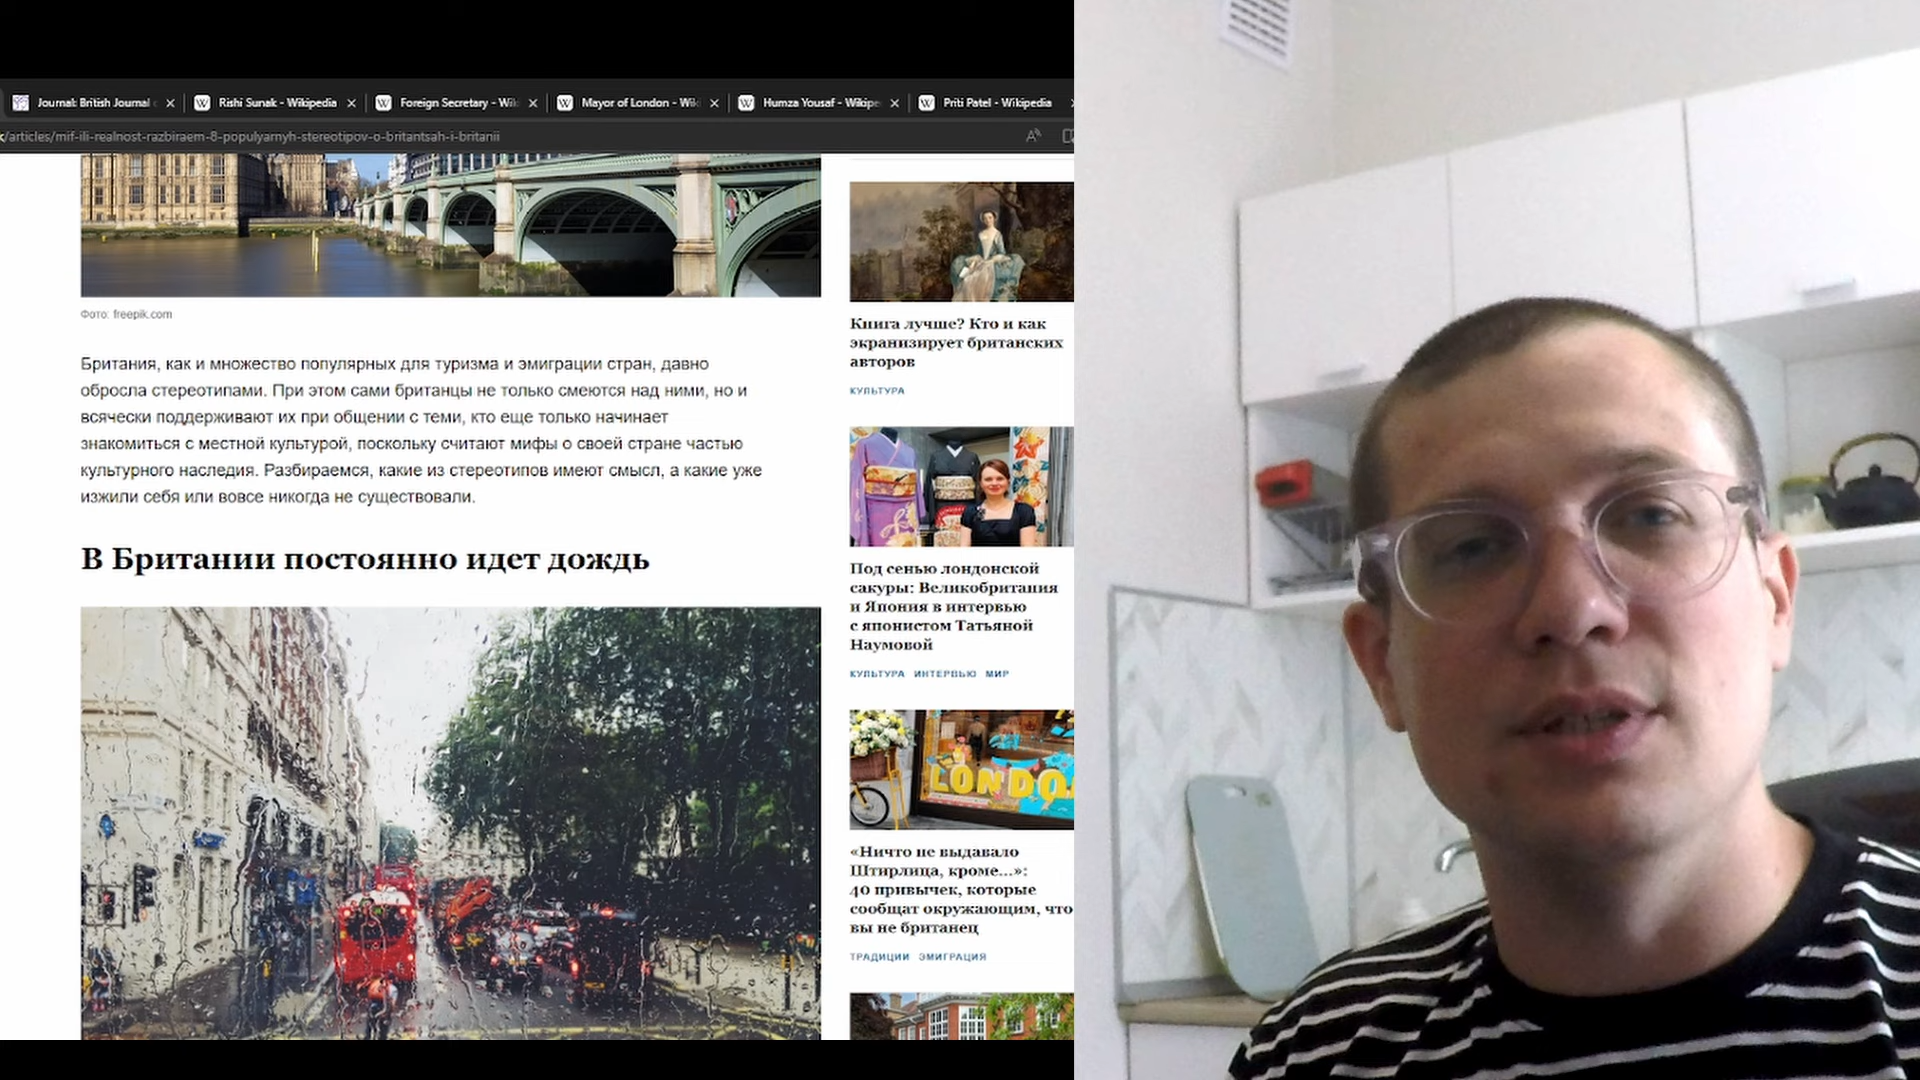 Journal: British Journal
Rishi Sunak - Wikipedia
Foreign Secretary - Wi
Mayor of London - Wi
Humza Yousaf - Wikipe
Priti Patel - Wikipedia
/articles/mif-ili-realnost-razbiraem-8-populyarnyh-stereotipov-o-britantsah-i-britanii
Фото: freepik.com
Британия, как и множество популярных для туризма и эмиграции стран, давно
обросла стереотипами. При этом сами британцы не только смеются над ними, но и
всячески поддерживают их при общении с теми, кто еще только начинает
знакомиться с местной культурой, поскольку считают мифы о своей стране частью
культурного наследия. Разбираемся, какие из стереотипов имеют смысл, а какие уже
изжили себя или вовсе никогда не существовали.
В Британии постоянно идет дождь
Книга лучше? Кто и как
экранизирует британских
авторов
КУЛЬТУРА
Под сенью лондонской
сакуры: Великобритания
и Япония в интервью
с японистом Татьяной
Наумовой
КУЛЬТУРА ИНТЕРВЬЮ МИР
LONDO
«Ничто не выдавало
Штирлица, кроме...»:
40 привычек, которые
сообщат окружающим, что
вы не британец
ТРАДИЦИИ ЭМИГРАЦИЯ